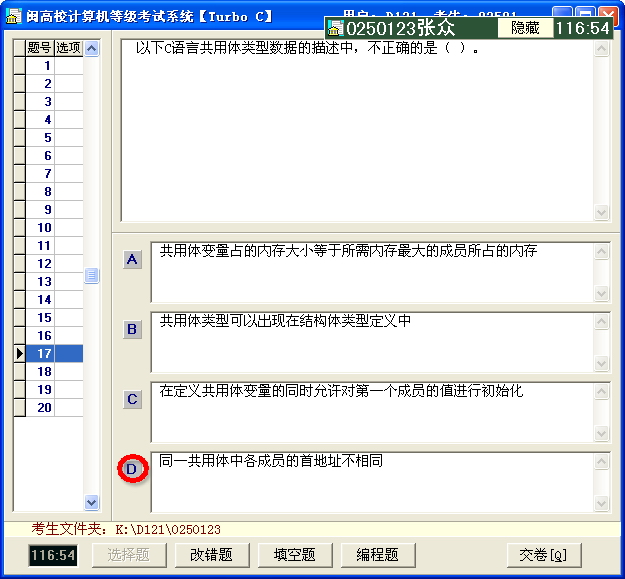 闽高校计算机等级考试系统【Turbo C】
0250123张众
隐藏
116:54
题号 选项
1
2
3
4
5
6
7
8
9
10
11
12
13
14
15
16
17
18
19
20
以下C语言共用体类型数据的描述中，不正确的是（ ）。
A
共用体变量占的内存大小等于所需内存最大的成员所占的内存
B
共用体类型可以出现在结构体类型定义中
C
在定义共用体变量的同时允许对第一个成员的值进行初始化
D
同一共用体中各成员的首地址不相同
考生文件夹: K:\D121\0250123
116:54
选择题
改错题
填空题
编程题
交卷[Q]